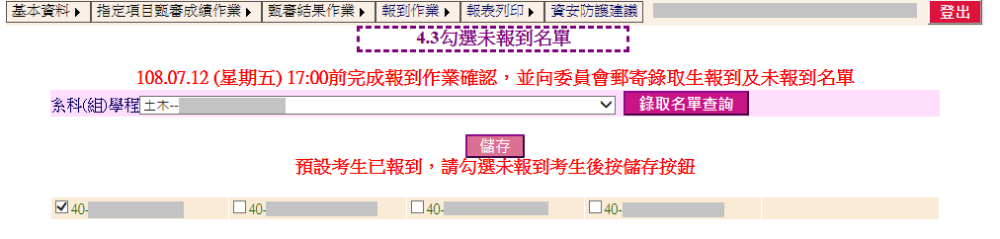 基本資料 指定項目甄審成績作業 甄審結果作業 報到作業 報表列印 資安防護建議 登出
4.3勾選未報到名單
108.07.12 (星期五) 17:00前完成報到作業確認，並向委員會郵寄錄取生報到及未報到名單
系科(組)學程 土木-- 錄取名單查詢
儲存
預設考生已報到，請勾選未報到考生後按儲存按鈕
40- 40- 40- 40-